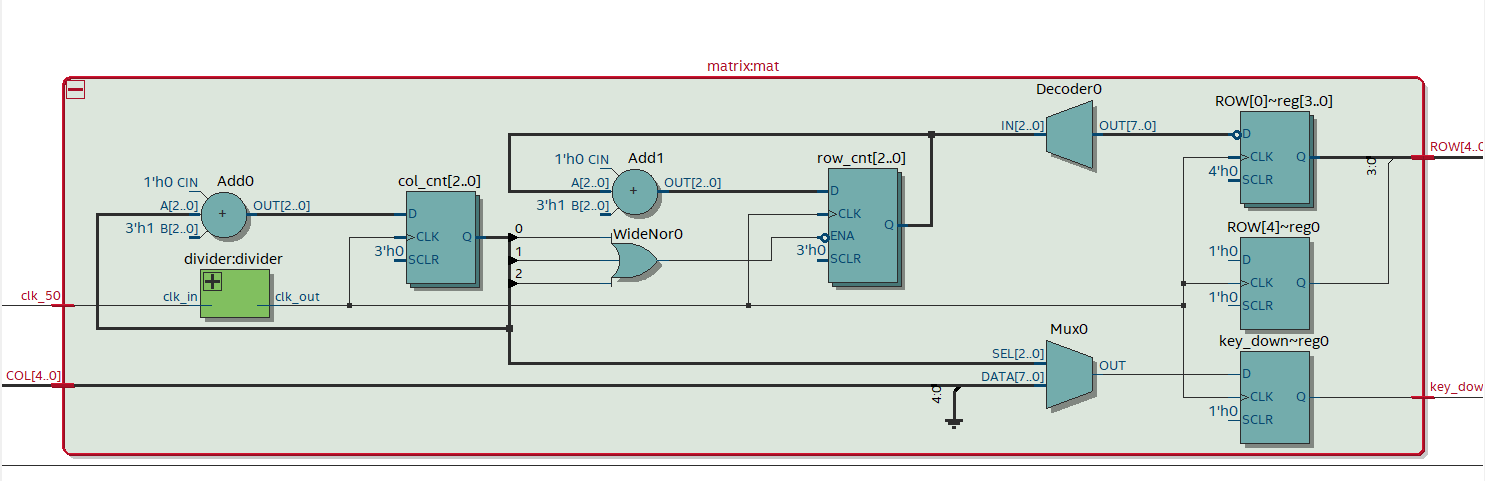 matrix:mat
Decoder0
ROW[0]~reg[3..0]
IN[2..0]
OUT[7..0]
D
CLK
Q
4'h0
SCLR
ROW[4..0
3:0
1'h0 CIN
Add1
A[2..0]
+
OUT[2..0]
3'h1 B[2..0]
row_cnt[2..0]
D
CLK
Q
ENA
3'h0
SCLR
1'h0 CIN
Add0
A[2..0]
+
OUT[2..0]
3'h1 B[2..0]
col_cnt[2..0]
D
CLK
Q
3'h0
SCLR
0
1
2
WideNor0
ROW[4]~reg0
1'h0
D
CLK
Q
1'h0
SCLR
divider:divider
clk_50
clk_in
clk_out
Mux0
SEL[2..0]
DATA[7..0]
OUT
key_down~reg0
D
CLK
Q
1'h0
SCLR
key_dow
COL[4..0]
4:0